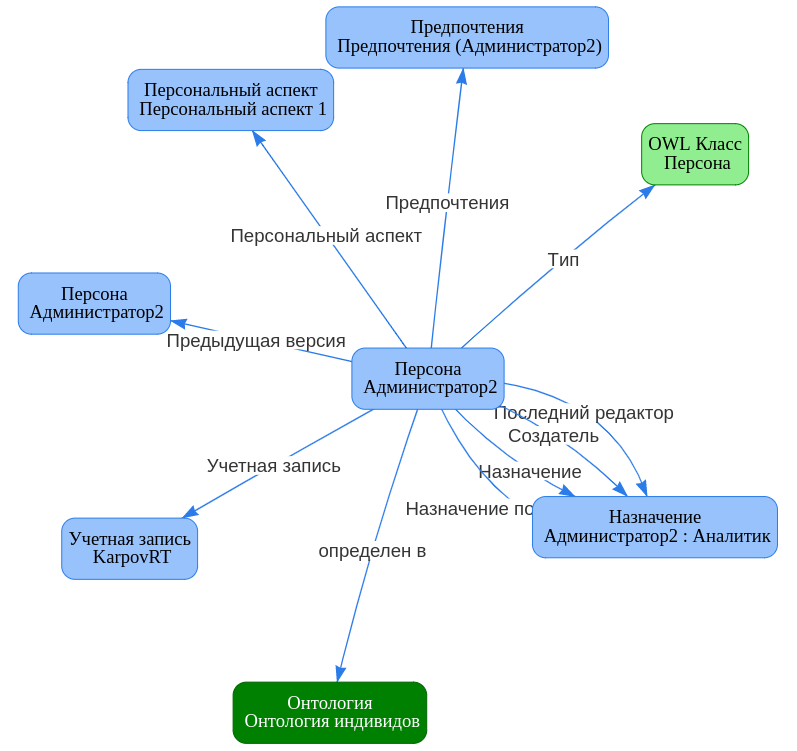 Предпочтения
Предпочтения (Администратор2)
Персональный аспект
Персональный аспект 1
OWL Класс
Персона
Предпочтения
Персональный аспект
Тип
Персона
Администратор2
Предыдущая версия
Персона
Администратор2
Последний редактор
Создатель
Учетная запись
Назначение
Назначение по
Назначение
Администратор2 : Аналитик
Учетная запись
KarpovRT
определен в
Онтология
Онтология индивидов